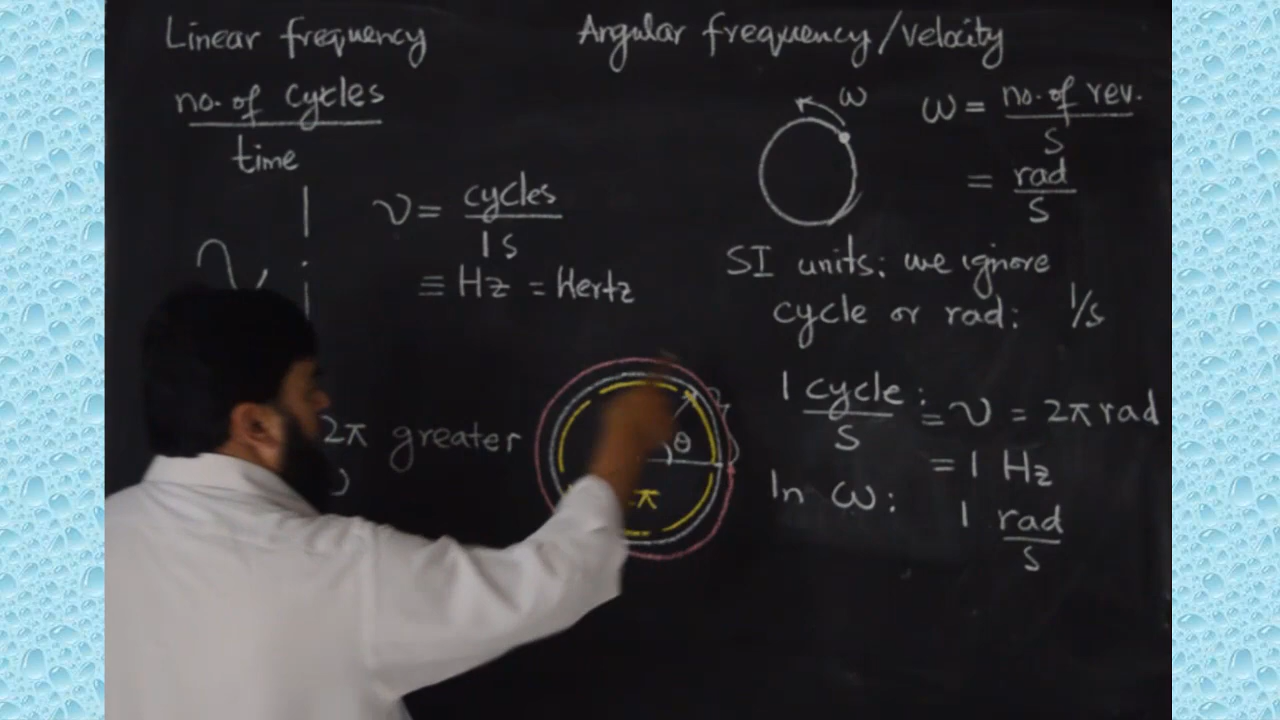 Linear frequency
no. of cycles
time
ν = cycles
1 s
≡ Hz = Hertz
2π greater
θ
π
Angular frequency/velocity
ω
ω = no. of rev.
s
= rad
s
SI units: we ignore
cycle or rad: 1/s
1 cycle : = ν = 2π rad
s
= 1 Hz
In ω: 1 rad
s